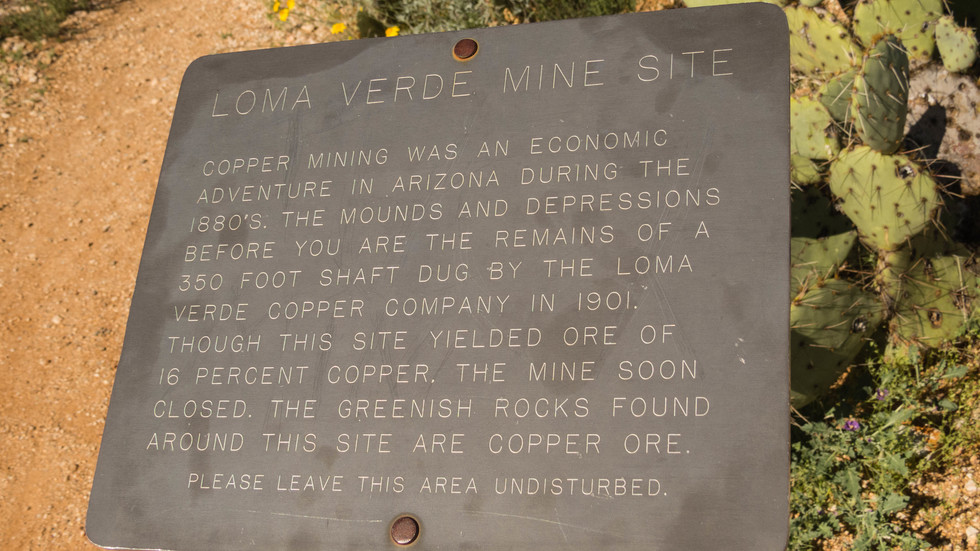 LOMA VERDE MINE SITE
COPPER MINING WAS AN ECONOMIC
ADVENTURE IN ARIZONA DURING THE
1880'S. THE MOUNDS AND DEPRESSIONS
BEFORE YOU ARE THE REMAINS OF A
350 FOOT SHAFT DUG BY THE LOMA
VERDE COPPER COMPANY IN 1901.
THOUGH THIS SITE YIELDED ORE OF
16 PERCENT COPPER. THE MINE SOON
CLOSED. THE GREENISH ROCKS FOUND
AROUND THIS SITE ARE COPPER ORE.
PLEASE LEAVE THIS AREA UNDISTURBED.